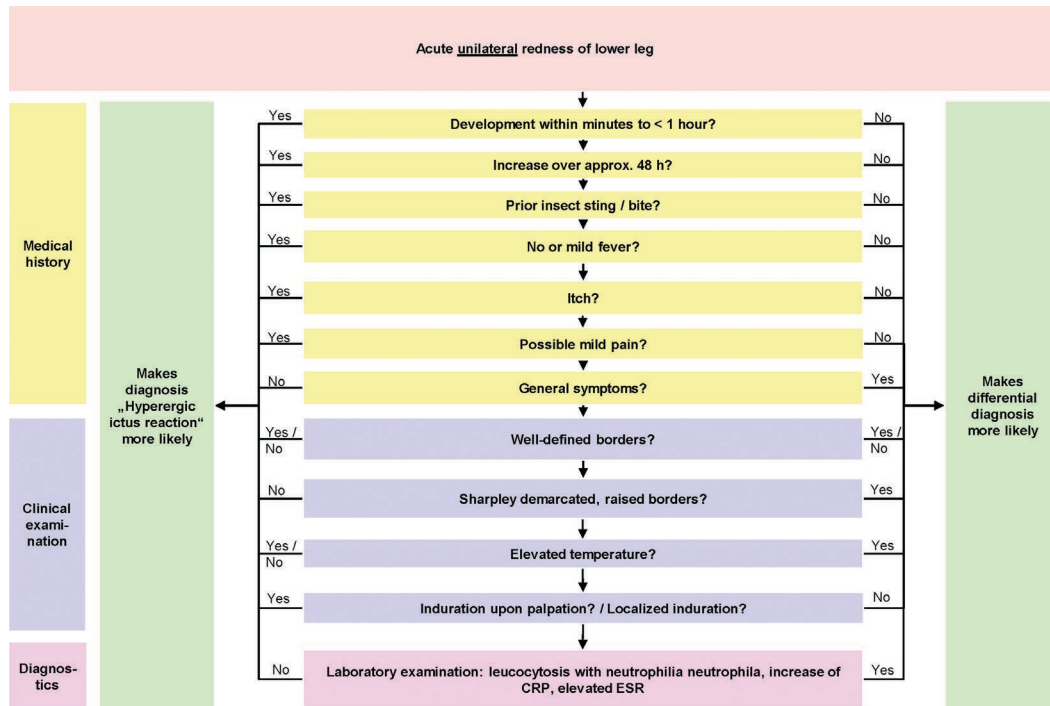 Acute unilateral redness of lower leg
Medical
history
Makes
diagnosis
„Hyperergic
ictus reaction“
more likely
Yes
Development within minutes to < 1 hour?
No
Yes
Increase over approx. 48 h?
No
Yes
Prior insect sting / bite?
No
Yes
No or mild fever?
No
Yes
Itch?
No
Yes
Possible mild pain?
No
No
General symptoms?
Yes
Makes
differential
diagnosis
more likely
Clinical
exami-
nation
Yes /
No
Well-defined borders?
Yes /
No
No
Sharpley demarcated, raised borders?
Yes
Yes /
No
Elevated temperature?
Yes
Yes
Induration upon palpation? / Localized induration?
No
Diagnos-
tics
No
Laboratory examination: leucocytosis with neutrophilia neutrophila, increase of
CRP, elevated ESR
Yes